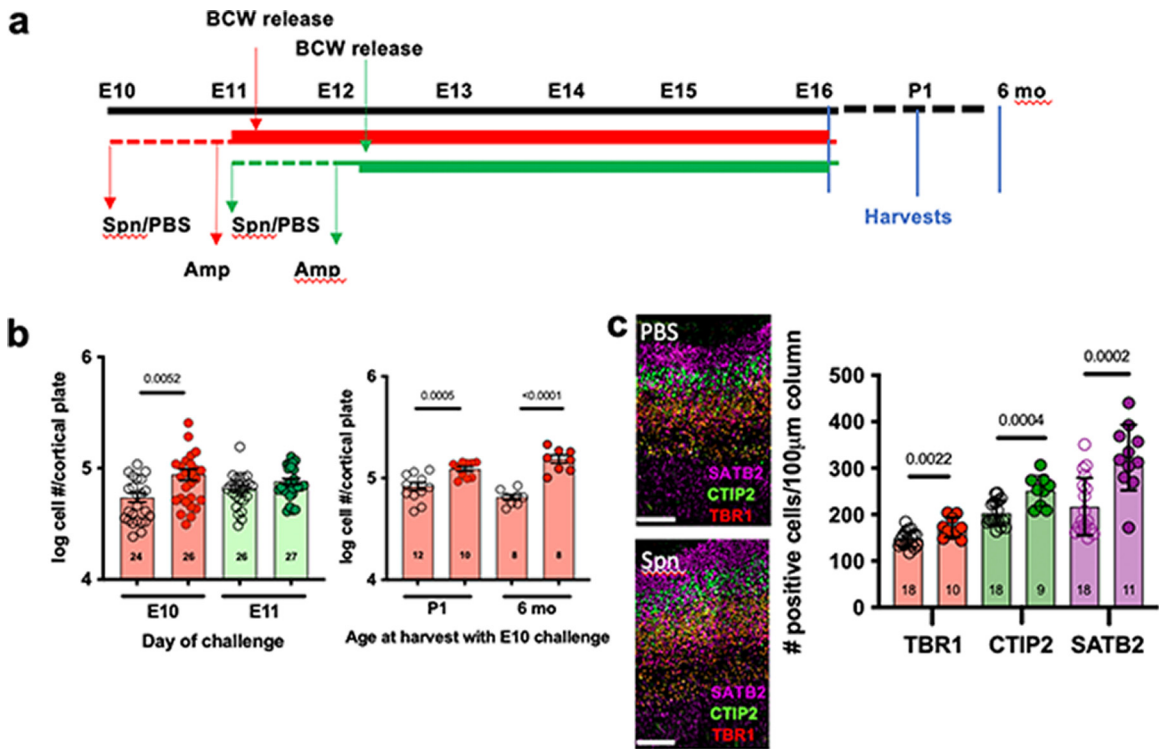 a
BCW release
BCW release
E10 E11 E12 E13 E14 E15 E16 P1 6 mo
Spn/PBS Spn/PBS
Harvests
Amp Amp
b
log cell #/cortical plate
6
5
4
0.0052
24 26 26 27
E10 E11
Day of challenge
log cell #/cortical plate
6
5
4
0.0005 <0.0001
12 10 8 8
P1 6 mo
Age at harvest with E10 challenge
c
PBS
SATB2
CTIP2
TBR1
Spn
SATB2
CTIP2
TBR1
# positive cells/100µm column
500
400
300
200
100
0
0.0022
0.0004
0.0002
18 10 18 9 18 11
TBR1 CTIP2 SATB2